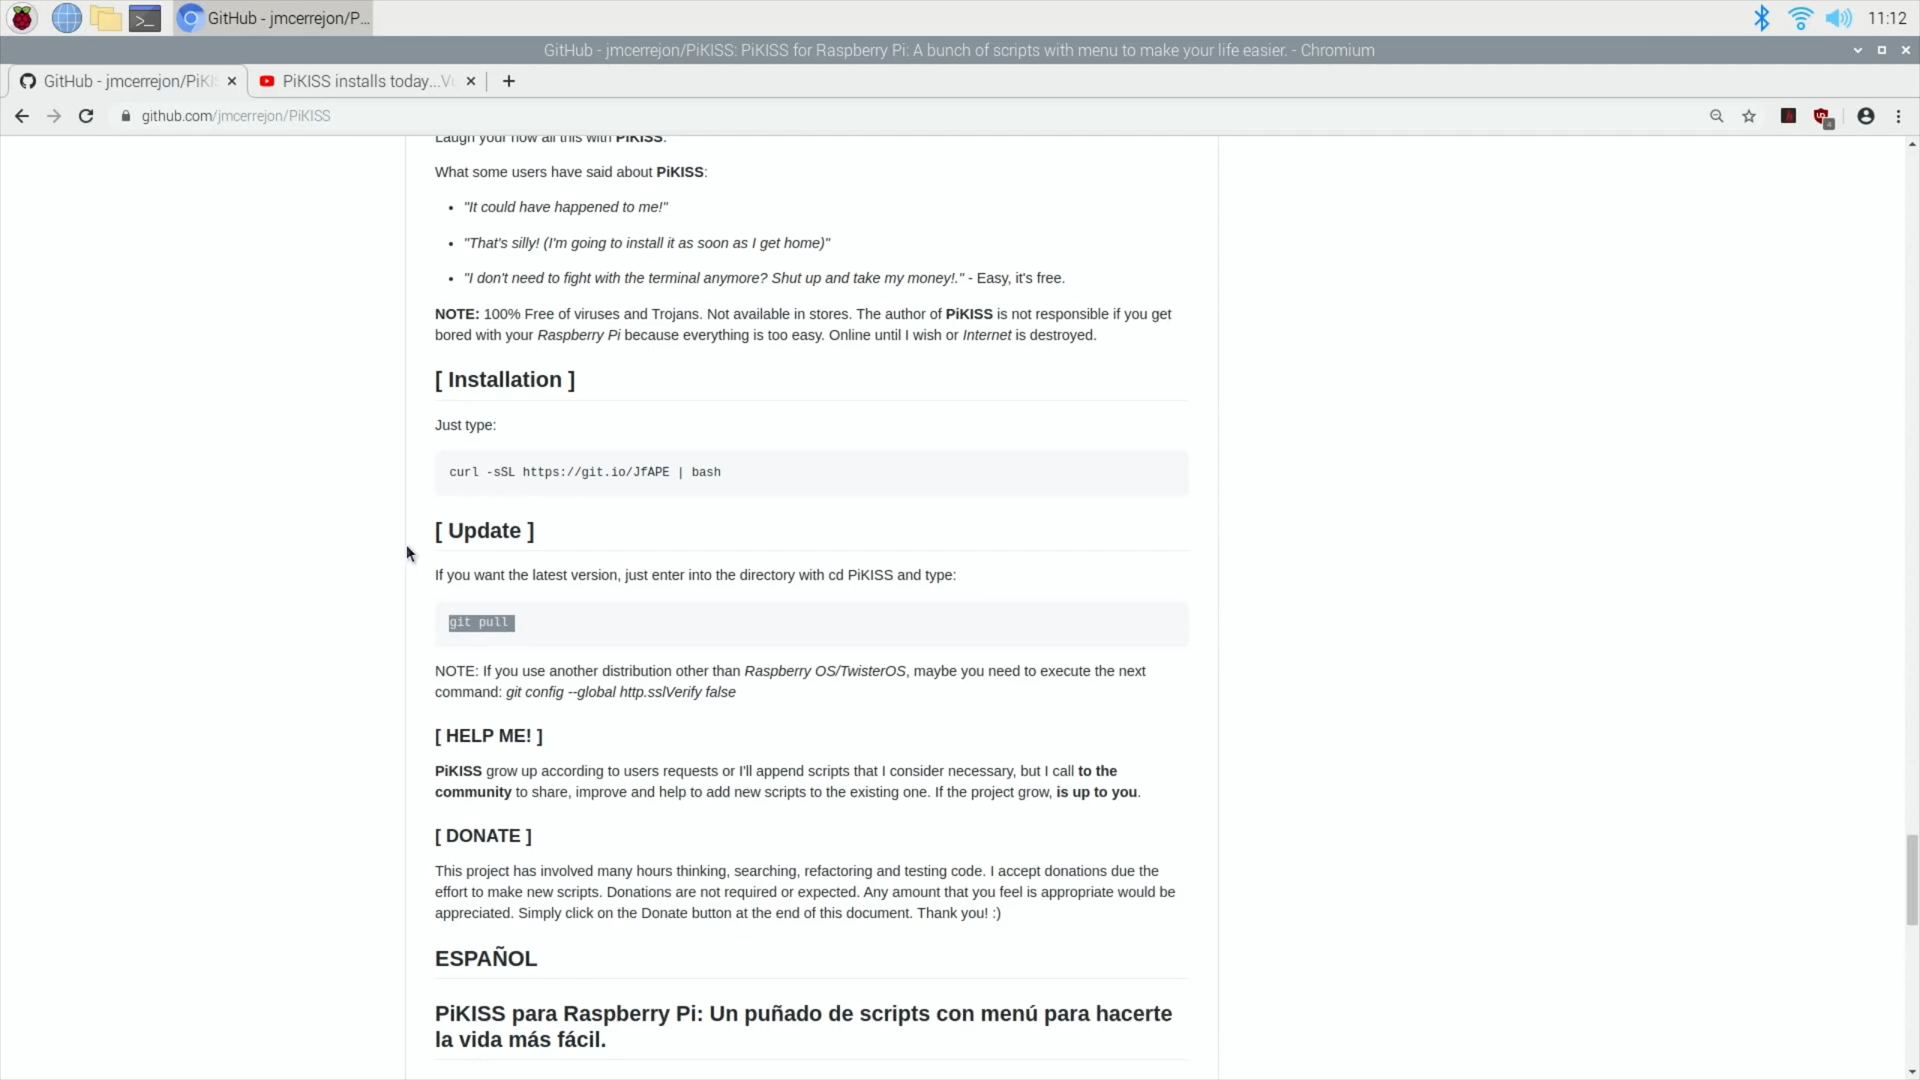 GitHub - jmcerrejon/P...
11:12
GitHub - jmcerrejon/PiKISS: PiKISS for Raspberry Pi: A bunch of scripts with menu to make your life easier. - Chromium
GitHub - jmcerrejon/PiKIS
PiKISS installs today...Vu
github.com/jmcerrejon/PiKISS
Laugh your now all this with PiKISS.
What some users have said about PiKISS:
"It could have happened to me!"
"That's silly! (I'm going to install it as soon as I get home)"
"I don't need to fight with the terminal anymore? Shut up and take my money!." - Easy, it's free.
NOTE: 100% Free of viruses and Trojans. Not available in stores. The author of PiKISS is not responsible if you get
bored with your Raspberry Pi because everything is too easy. Online until I wish or Internet is destroyed.
[ Installation ]
Just type:
curl -sSL https://git.io/JfAPE | bash
[ Update ]
If you want the latest version, just enter into the directory with cd PiKISS and type:
git pull
NOTE: If you use another distribution other than Raspberry OS/TwisterOS, maybe you need to execute the next
command: git config --global http.sslVerify false
[ HELP ME! ]
PiKISS grow up according to users requests or I'll append scripts that I consider necessary, but I call to the
community to share, improve and help to add new scripts to the existing one. If the project grow, is up to you.
[ DONATE ]
This project has involved many hours thinking, searching, refactoring and testing code. I accept donations due the
effort to make new scripts. Donations are not required or expected. Any amount that you feel is appropriate would be
appreciated. Simply click on the Donate button at the end of this document. Thank you! :)
ESPAÑOL
PiKISS para Raspberry Pi: Un puñado de scripts con menú para hacerte
la vida más fácil.